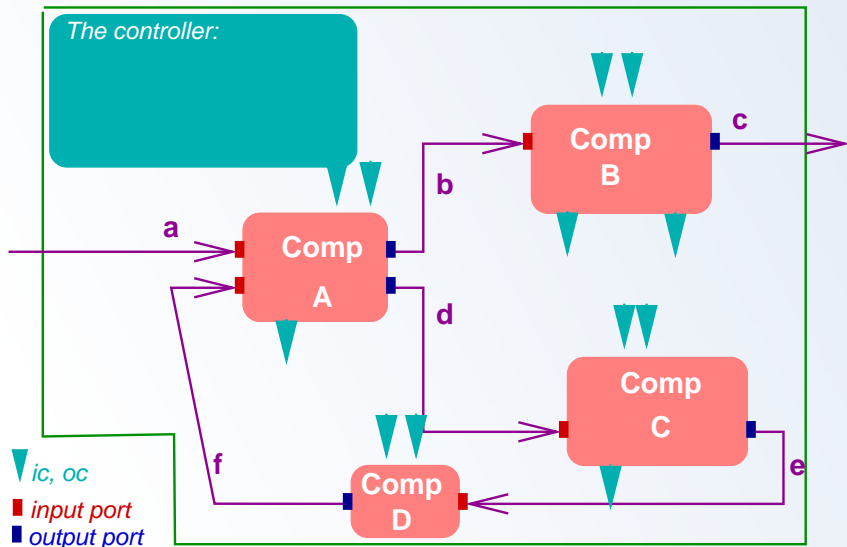 The controller:
c
Comp
B
b
a
Comp
A
d
Comp
C
f
e
ic, oc
Comp
D
input port
output port